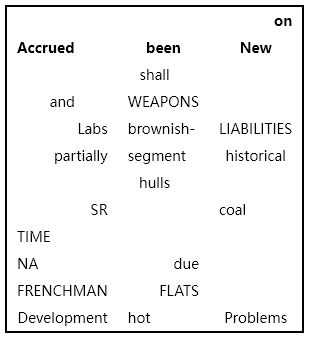 on
Accrued been New
shall
and WEAPONS
Labs brownish- LIABILITIES
partially segment historical
hulls
SR coal
TIME
NA due
FRENCHMAN FLATS
Development hot Problems